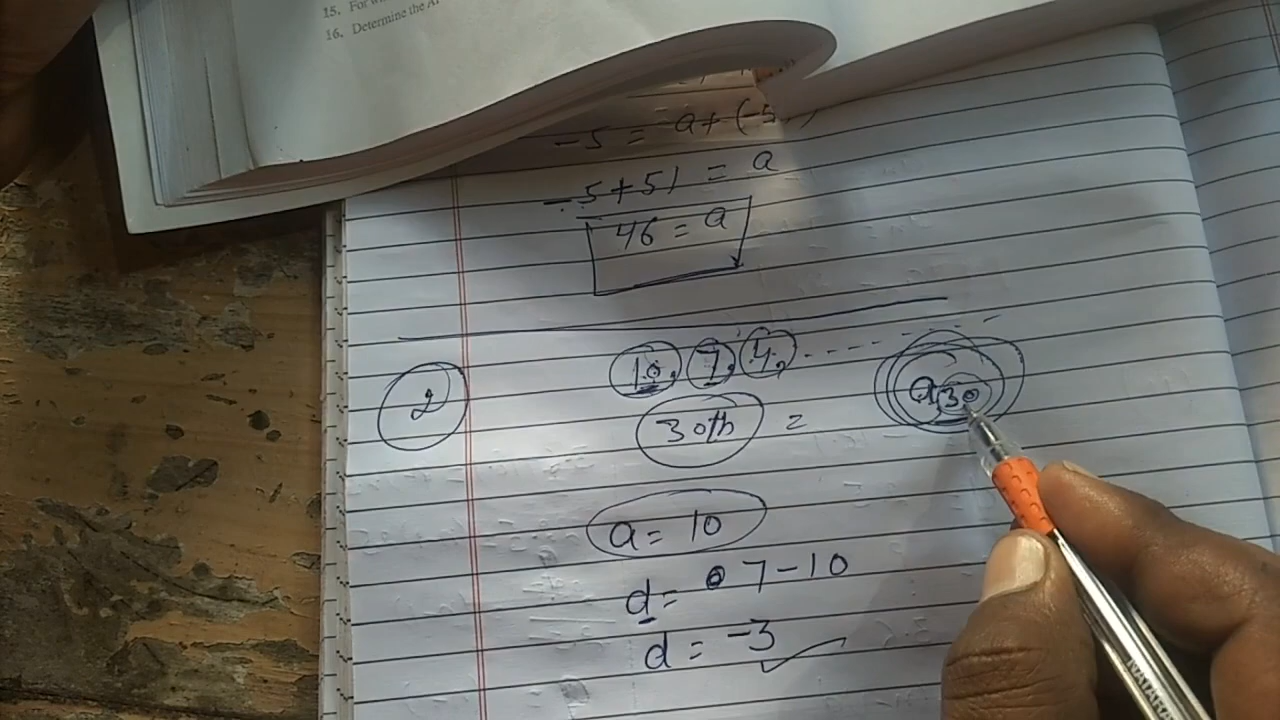 15. For
16. Determine the A
-5 = a + (-5
-5+51 = a
46 = a
2
10, 7, 4, ........
30th = a30
a = 10
d = 7-10
d = -3
NATARA